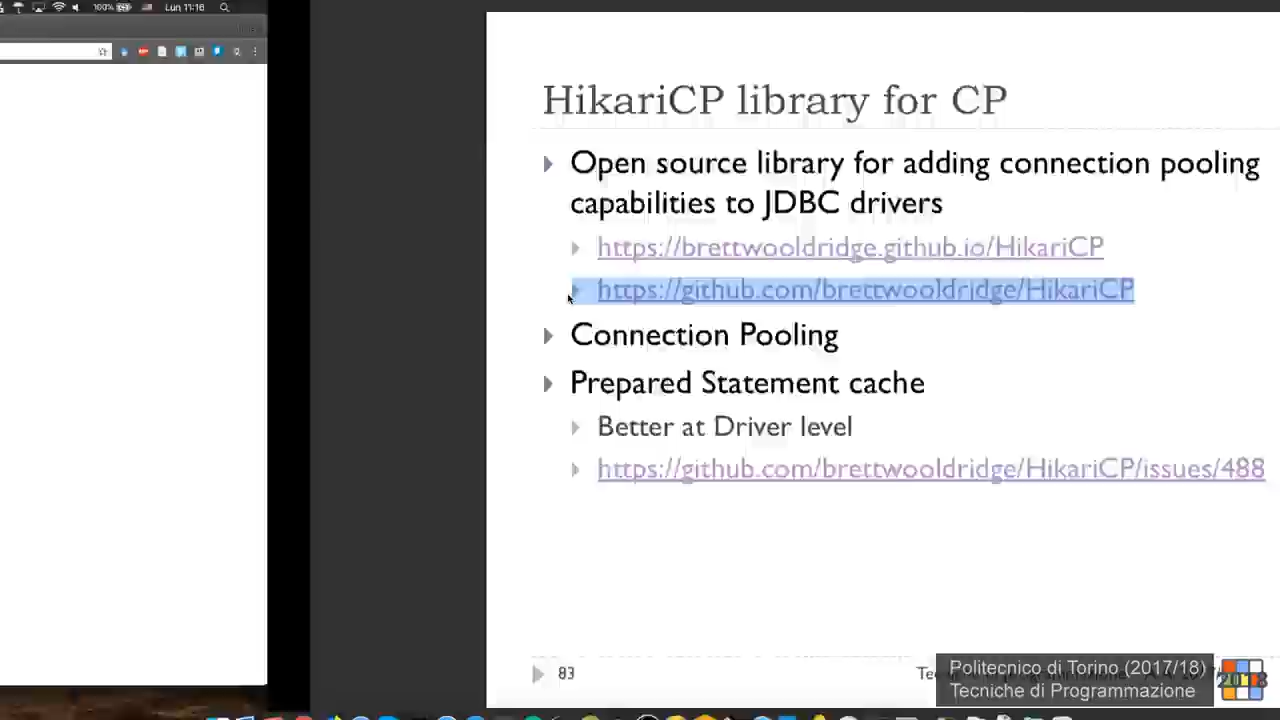 100%
Lun 11:16
HikariCP library for CP
Open source library for adding connection pooling
capabilities to JDBC drivers
https://brettwooldridge.github.io/HikariCP
https://github.com/brettwooldridge/HikariCP
Connection Pooling
Prepared Statement cache
Better at Driver level
https://github.com/brettwooldridge/HikariCP/issues/488
83
Politecnico di Torino (2017/18)
Tecniche di Programmazione
2018